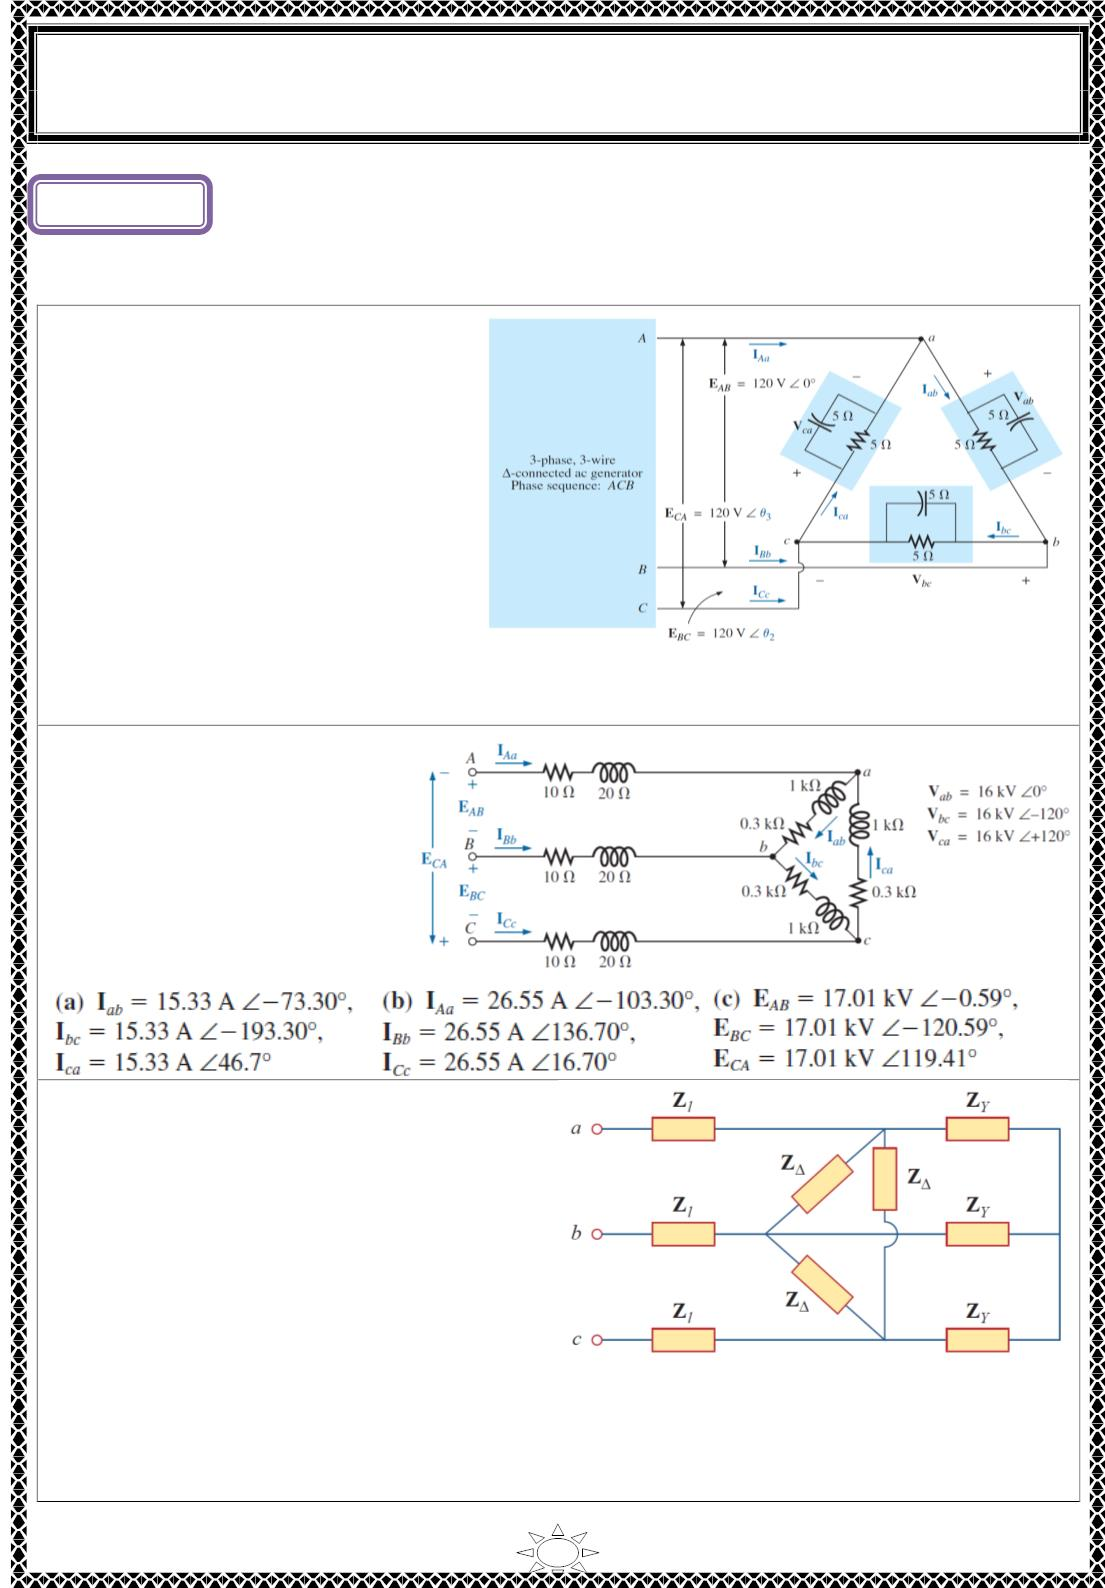 A
I_Aa
a
E_AB = 120 V ∠ 0°
−
+
I_ab
V_ab
5 Ω
5 Ω
V_ca
5 Ω
5 Ω
+
−
3-phase, 3-wire
Δ-connected ac generator
Phase sequence: ACB
E_CA = 120 V ∠ θ₃
I_ca
5 Ω
I_bc
c
b
5 Ω
I_Bb
B
−
V_bc
+
I_Cc
C
E_BC = 120 V ∠ θ₂
A
I_Aa
−
+
10 Ω
20 Ω
a
1 kΩ
V_ab = 16 kV ∠0°
V_bc = 16 kV ∠−120°
V_ca = 16 kV ∠+120°
E_AB
0.3 kΩ
1 kΩ
I_ab
−
B
I_Bb
b
E_CA
+
10 Ω
20 Ω
I_bc
I_ca
E_BC
0.3 kΩ
0.3 kΩ
−
C
I_Cc
1 kΩ
+
c
10 Ω
20 Ω
(a) I_ab = 15.33 A ∠−73.30°, (b) I_Aa = 26.55 A ∠−103.30°, (c) E_AB = 17.01 kV ∠−0.59°,
I_bc = 15.33 A ∠−193.30°, I_Bb = 26.55 A ∠136.70°, E_BC = 17.01 kV ∠−120.59°,
I_ca = 15.33 A ∠46.7° I_Cc = 26.55 A ∠16.70° E_CA = 17.01 kV ∠119.41°
Z_l
Z_Y
a
Z_Δ
Z_Δ
Z_l
Z_Y
b
Z_Δ
Z_l
Z_Y
c